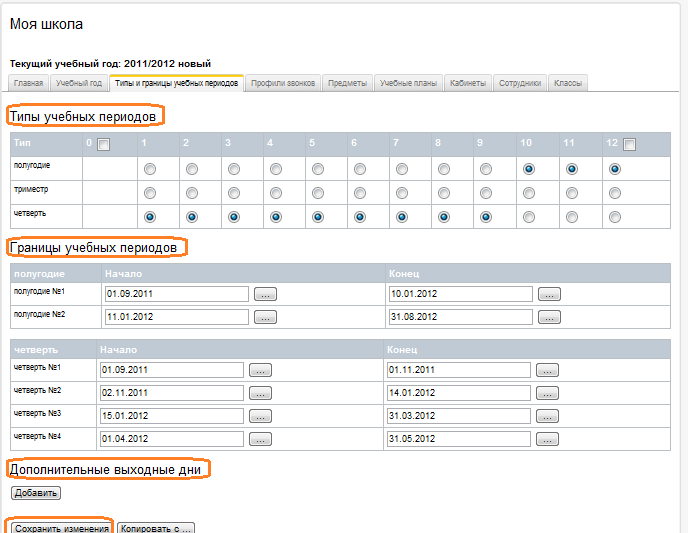 Моя школа
Текущий учебный год: 2011/2012 новый
Главная Учебный год Типы и границы учебных периодов Профили звонков Предметы Учебные планы Кабинеты Сотрудники Классы
Типы учебных периодов
Тип 0 1 2 3 4 5 6 7 8 9 10 11 12
полугодие
триместр
четверть
Границы учебных периодов
полугодие Начало Конец
полугодие №1 01.09.2011 ... 10.01.2012 ...
полугодие №2 11.01.2012 ... 31.08.2012 ...
четверть Начало Конец
четверть №1 01.09.2011 ... 01.11.2011 ...
четверть №2 02.11.2011 ... 14.01.2012 ...
четверть №3 15.01.2012 ... 31.03.2012 ...
четверть №4 01.04.2012 ... 31.05.2012 ...
Дополнительные выходные дни
Добавить
Сохранить изменения Копировать с ...